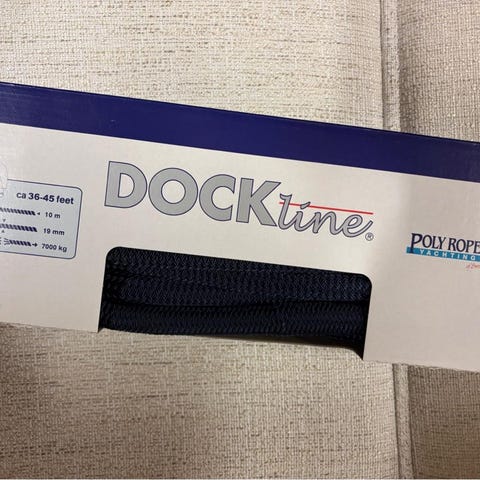 ca 36-45 feet
10 m
19 mm
7000 kg
DOCKline®
POLY ROPE
YACHTING